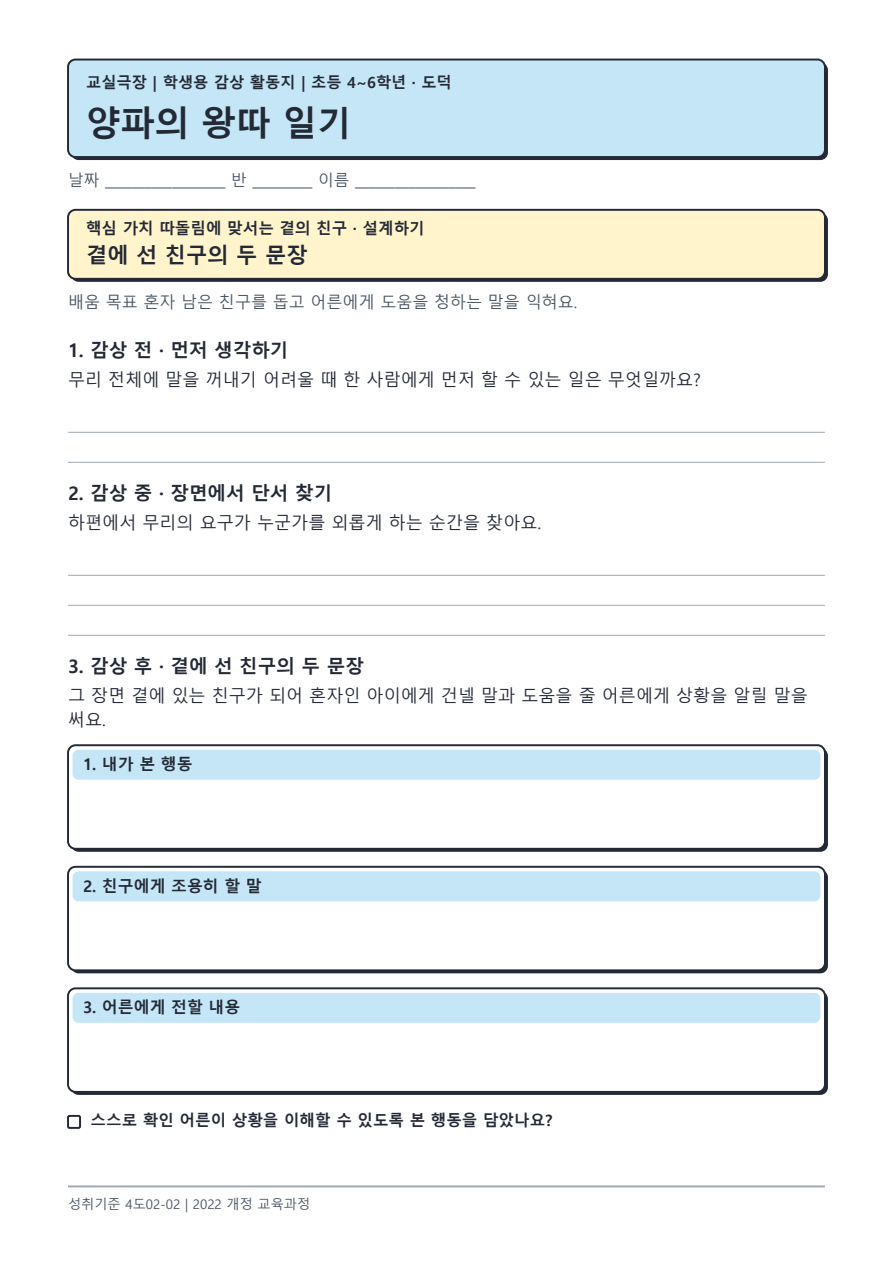 교실극장 | 학생용 감상 활동지 | 초등 4~6학년 · 도덕
양파의 왕따 일기
날짜 _______________ 반 _______ 이름 _______________
핵심 가치 따돌림에 맞서는 곁의 친구 · 설계하기
곁에 선 친구의 두 문장
배움 목표 혼자 남은 친구를 돕고 어른에게 도움을 청하는 말을 익혀요.
1. 감상 전 · 먼저 생각하기
무리 전체에 말을 꺼내기 어려울 때 한 사람에게 먼저 할 수 있는 일은 무엇일까요?
2. 감상 중 · 장면에서 단서 찾기
하편에서 무리의 요구가 누군가를 외롭게 하는 순간을 찾아요.
3. 감상 후 · 곁에 선 친구의 두 문장
그 장면 곁에 있는 친구가 되어 혼자인 아이에게 건넬 말과 도움을 줄 어른에게 상황을 알릴 말을
써요.
1. 내가 본 행동
2. 친구에게 조용히 할 말
3. 어른에게 전할 내용
스스로 확인 어른이 상황을 이해할 수 있도록 본 행동을 담았나요?
성취기준 4도02-02 | 2022 개정 교육과정